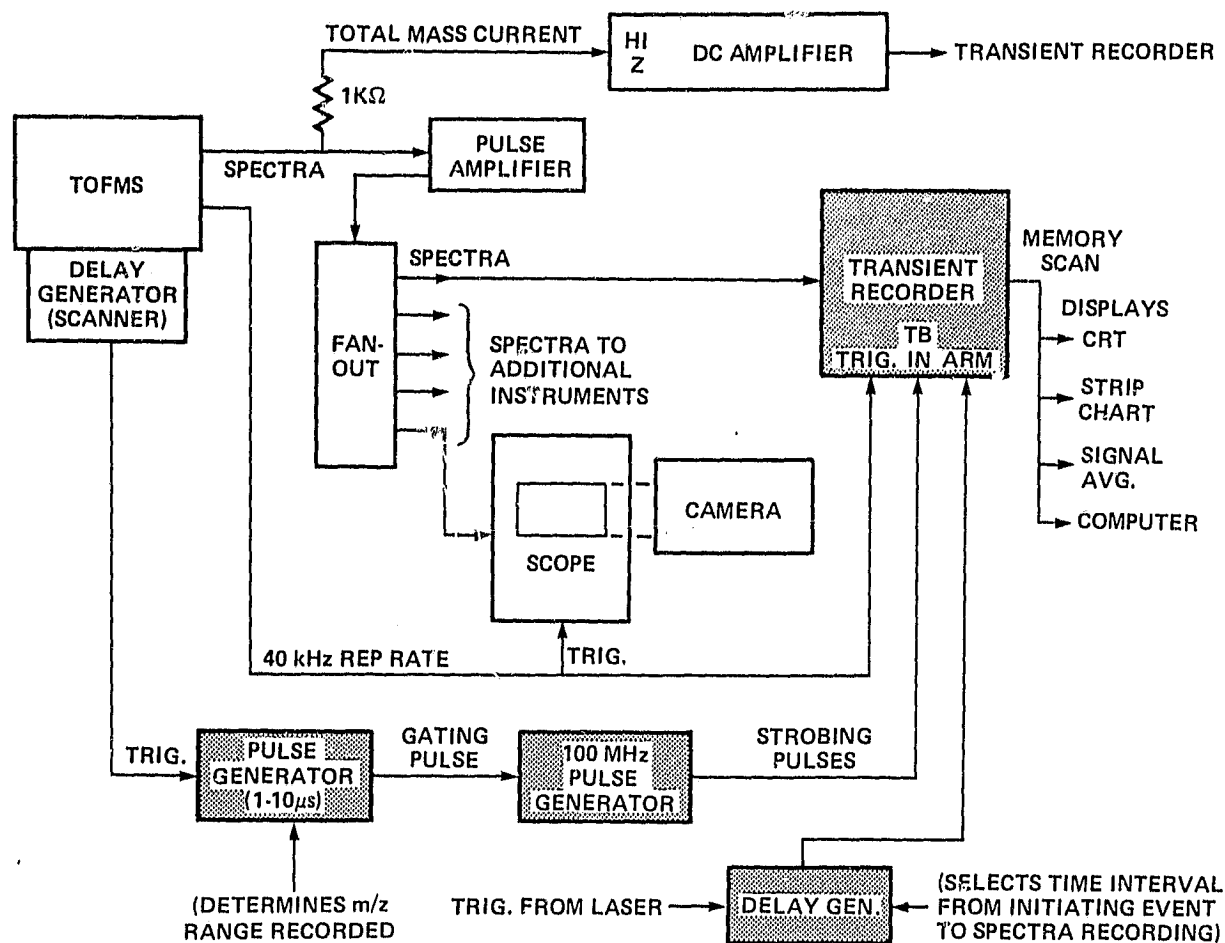 TOTAL MASS CURRENT
HI
Z
DC AMPLIFIER
TRANSIENT RECORDER
1KΩ
TOFMS
SPECTRA
PULSE
AMPLIFIER
DELAY
GENERATOR
(SCANNER)
FAN-
OUT
SPECTRA
SPECTRA TO
ADDITIONAL
INSTRUMENTS
TRANSIENT
RECORDER
TB
TRIG. IN ARM
MEMORY
SCAN
DISPLAYS
CRT
STRIP
CHART
SIGNAL
AVG.
COMPUTER
SCOPE
CAMERA
40 kHz REP RATE
TRIG.
TRIG.
PULSE
GENERATOR
(1-10μs)
GATING
PULSE
100 MHz
PULSE
GENERATOR
STROBING
PULSES
(DETERMINES m/z
RANGE RECORDED
TRIG. FROM LASER
DELAY GEN.
(SELECTS TIME INTERVAL
FROM INITIATING EVENT
TO SPECTRA RECORDING)